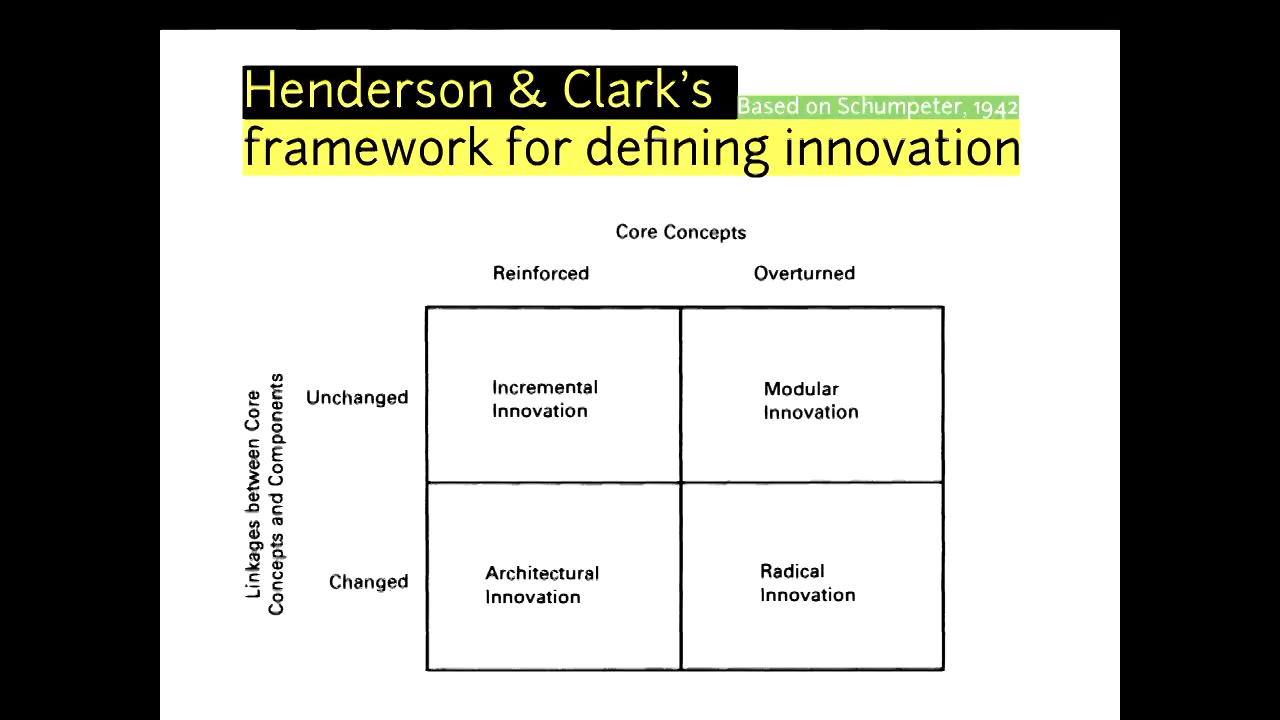 Henderson & Clark's
Based on Schumpeter, 1942
framework for defining innovation
Core Concepts
Reinforced
Overturned
Linkages between Core
Concepts and Components
Unchanged
Incremental
Innovation
Modular
Innovation
Changed
Architectural
Innovation
Radical
Innovation